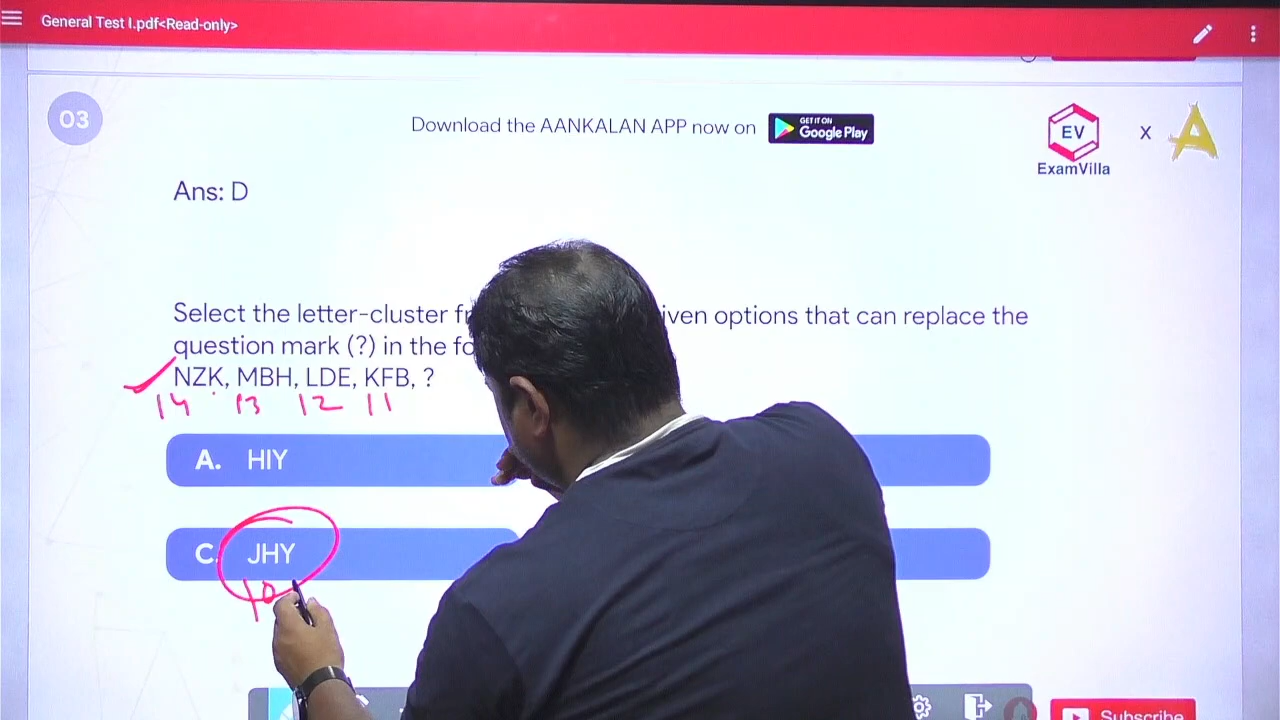 General Test I.pdf<Read-only>
03
Download the AANKALAN APP now on
GET IT ON
Google Play
EV
X
ExamVilla
Ans: D
Select the letter-cluster iven options that can replace the
question mark (?) in the fo
NZK, MBH, LDE, KFB, ?
14 13 12 11
A. HIY
C. JHY
10
Subscribe